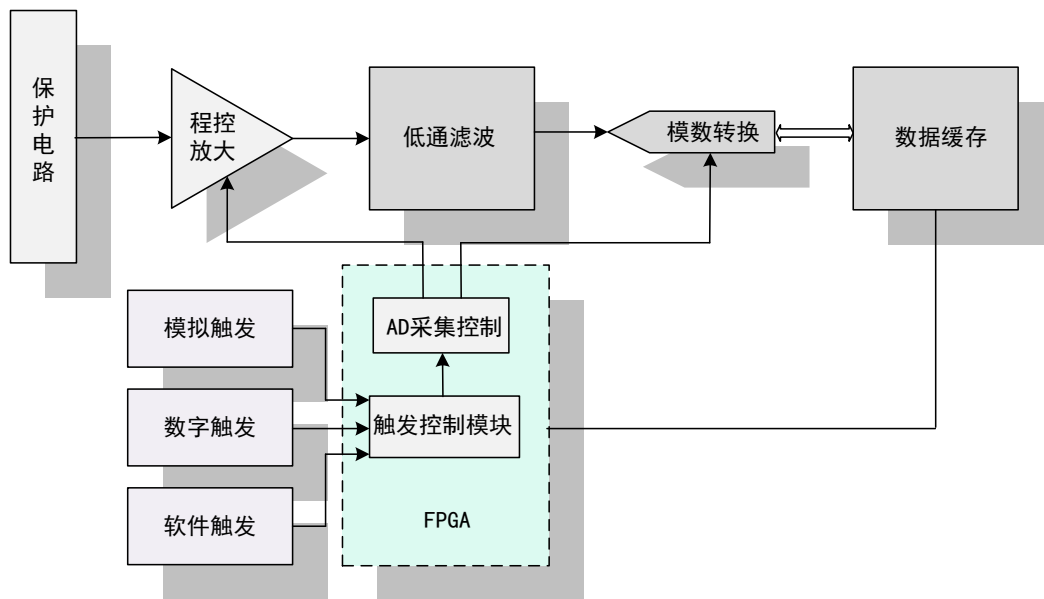 保护电路
程控
放大
低通滤波
模数转换
数据缓存
模拟触发
AD采集控制
数字触发
触发控制模块
软件触发
FPGA